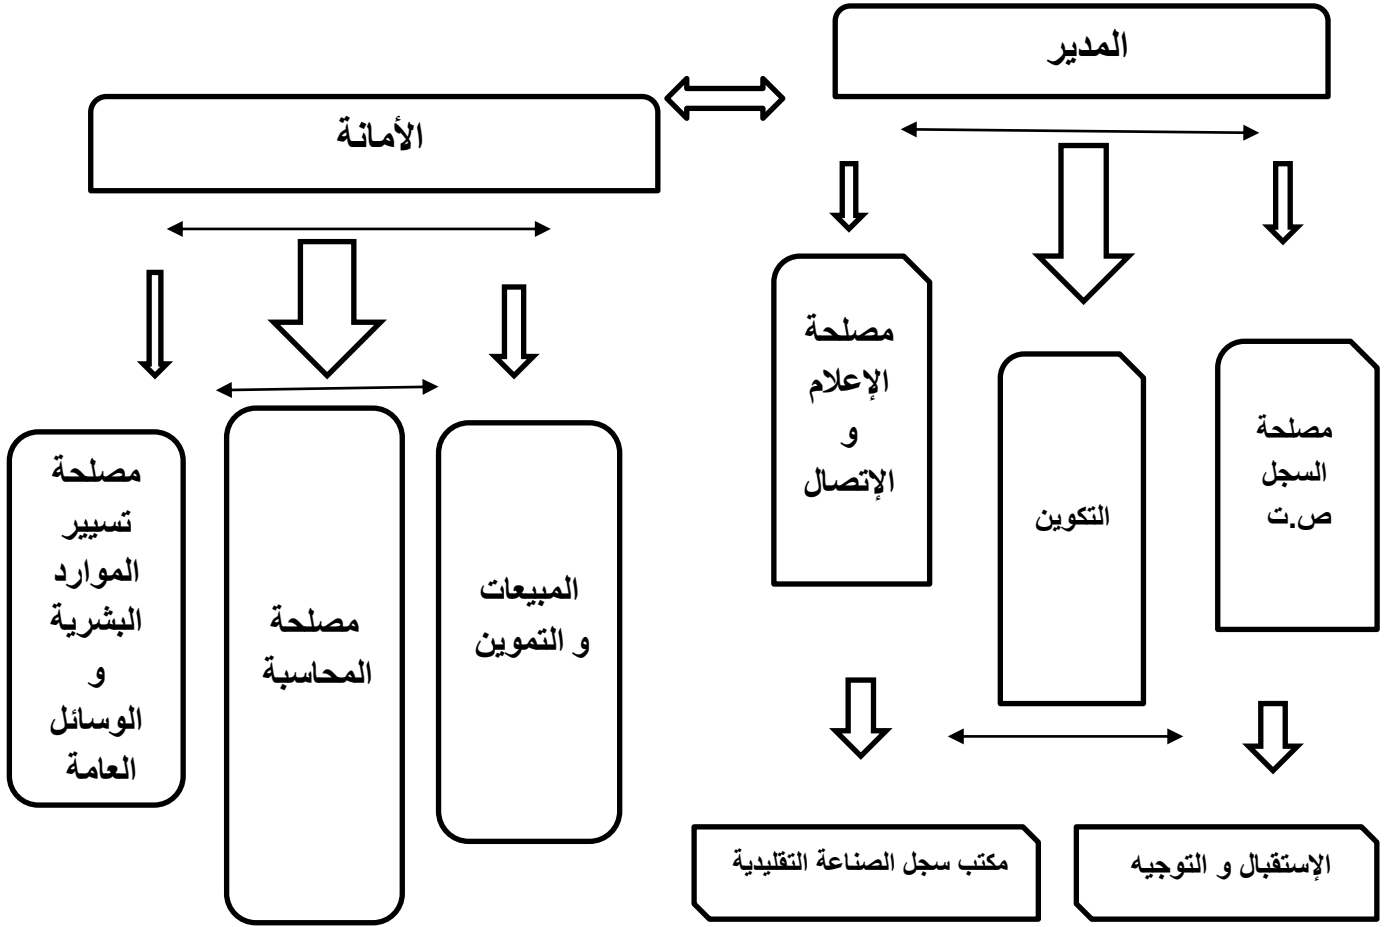 المدير
الأمانة
مصلحة
السجل
ص.ت
التكوين
مصلحة
الإعلام
و
الإتصال
المبيعات
و التموين
مصلحة
المحاسبة
مصلحة
تسيير
الموارد
البشرية
و
الوسائل
العامة
الإستقبال و التوجيه
مكتب سجل الصناعة التقليدية